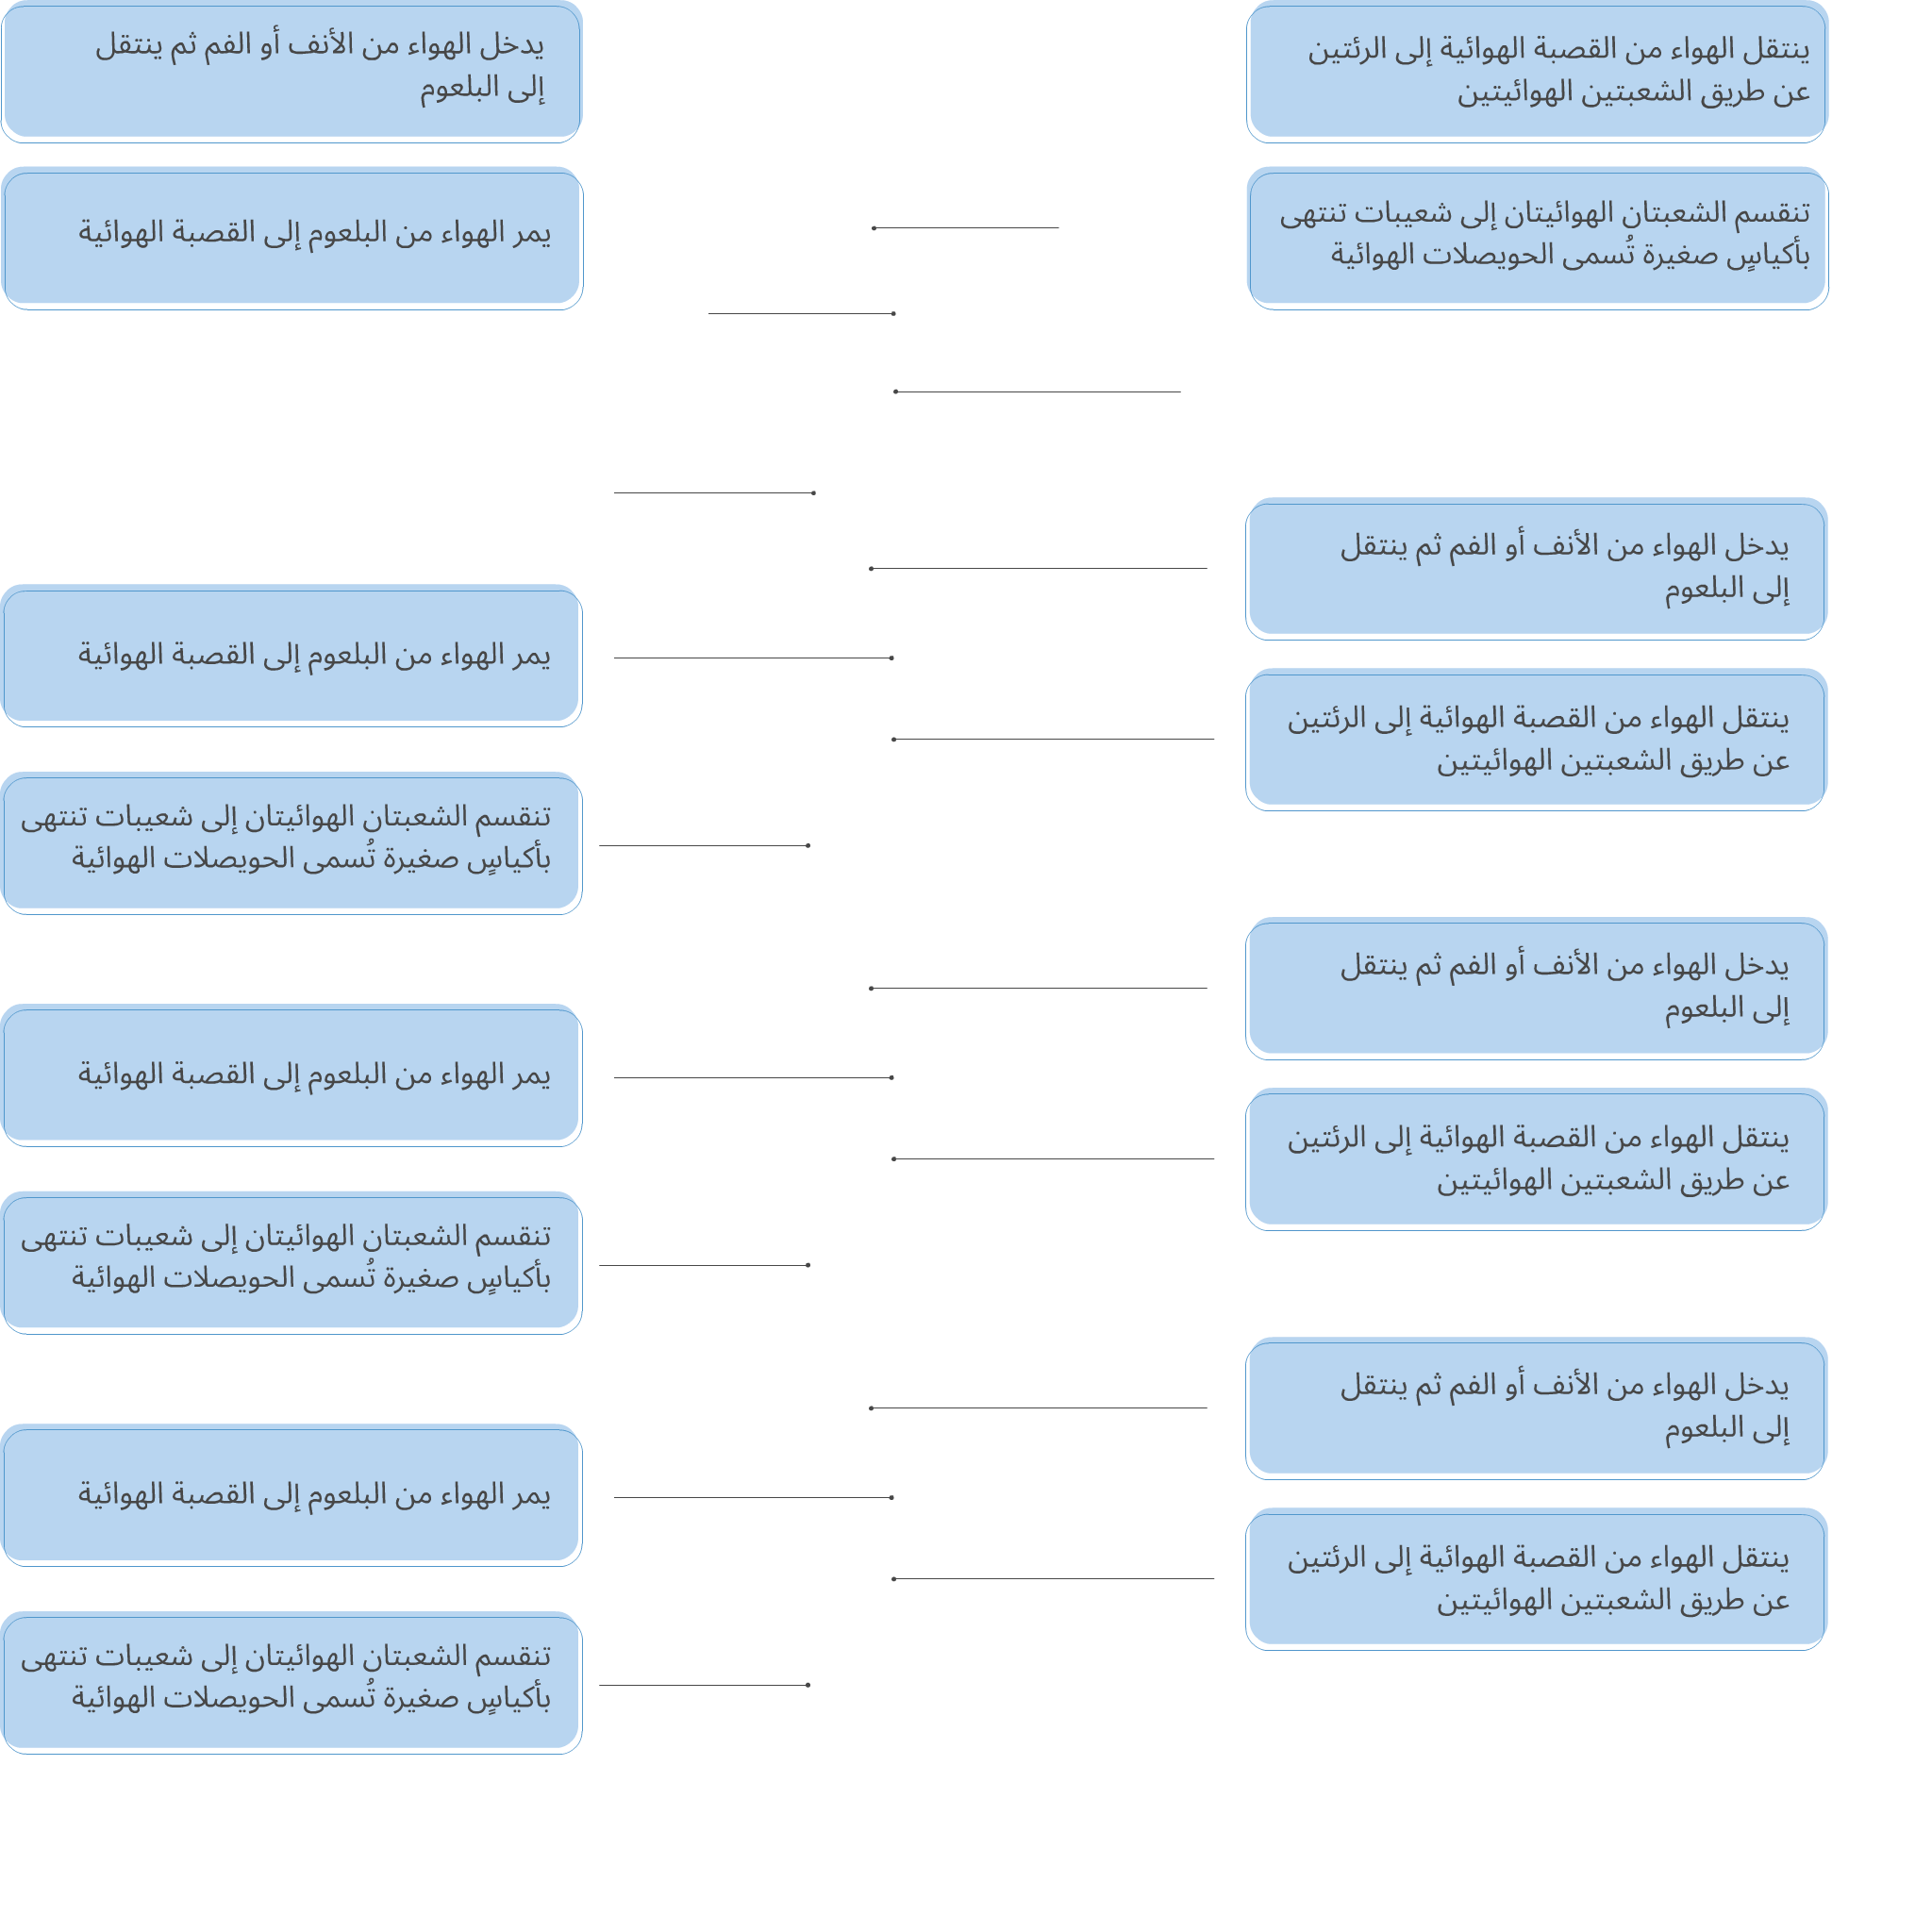 ينتقل الهواء من القصبة الهوائية إلى الرئتين
عن طريق الشعبتين الهوائيتين
يدخل الهواء من الأنف أو الفم ثم ينتقل
إلى البلعوم
تنقسم الشعبتان الهوائيتان إلى شعيبات تنتهى
بأكياسٍ صغيرة تُسمى الحويصلات الهوائية
يمر الهواء من البلعوم إلى القصبة الهوائية
يدخل الهواء من الأنف أو الفم ثم ينتقل
إلى البلعوم
يمر الهواء من البلعوم إلى القصبة الهوائية
ينتقل الهواء من القصبة الهوائية إلى الرئتين
عن طريق الشعبتين الهوائيتين
تنقسم الشعبتان الهوائيتان إلى شعيبات تنتهى
بأكياسٍ صغيرة تُسمى الحويصلات الهوائية
يدخل الهواء من الأنف أو الفم ثم ينتقل
إلى البلعوم
يمر الهواء من البلعوم إلى القصبة الهوائية
ينتقل الهواء من القصبة الهوائية إلى الرئتين
عن طريق الشعبتين الهوائيتين
تنقسم الشعبتان الهوائيتان إلى شعيبات تنتهى
بأكياسٍ صغيرة تُسمى الحويصلات الهوائية
يدخل الهواء من الأنف أو الفم ثم ينتقل
إلى البلعوم
يمر الهواء من البلعوم إلى القصبة الهوائية
ينتقل الهواء من القصبة الهوائية إلى الرئتين
عن طريق الشعبتين الهوائيتين
تنقسم الشعبتان الهوائيتان إلى شعيبات تنتهى
بأكياسٍ صغيرة تُسمى الحويصلات الهوائية